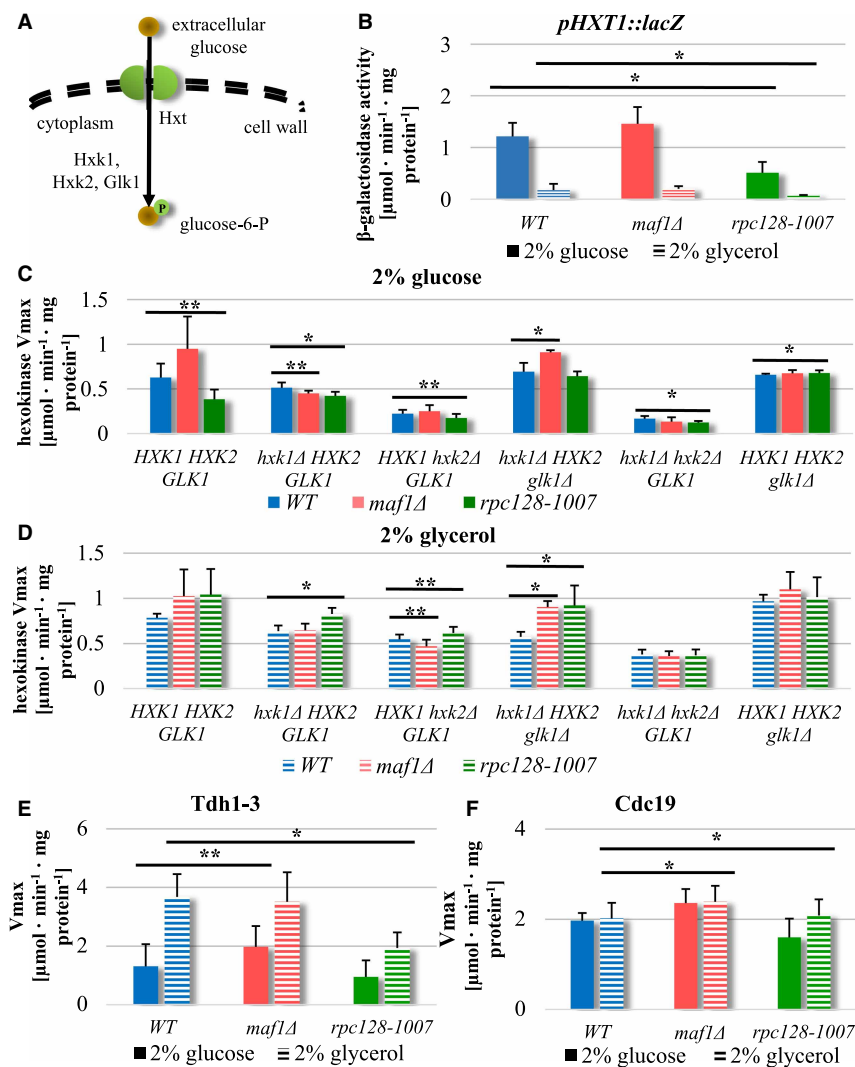 A
extracellular
glucose
cytoplasm
Hxt
cell wall
Hxk1,
Hxk2, Glk1
P
glucose-6-P
B
pHXT1::lacZ
β-galactosidase activity
[µmol · min⁻¹ · mg
protein⁻¹]
3
2
1
0
*
*
WT
maf1Δ
rpc128-1007
2% glucose
2% glycerol
C
2% glucose
hexokinase Vmax
[µmol · min⁻¹ · mg
protein⁻¹]
1.5
1
0.5
0
**
*
**
**
*
*
*
HXK1 HXK2
GLK1
hxk1Δ HXK2
GLK1
HXK1 hxk2Δ
GLK1
hxk1Δ HXK2
glk1Δ
hxk1Δ hxk2Δ
GLK1
HXK1 HXK2
glk1Δ
WT
maf1Δ
rpc128-1007
D
2% glycerol
hexokinase Vmax
[µmol · min⁻¹ · mg
protein⁻¹]
1.5
1
0.5
0
*
**
**
*
*
HXK1 HXK2
GLK1
hxk1Δ HXK2
GLK1
HXK1 hxk2Δ
GLK1
hxk1Δ HXK2
glk1Δ
hxk1Δ hxk2Δ
GLK1
HXK1 HXK2
glk1Δ
WT
maf1Δ
rpc128-1007
E
Tdh1-3
Vmax
[µmol · min⁻¹ · mg
protein⁻¹]
6
4
2
0
*
**
WT
maf1Δ
rpc128-1007
2% glucose
2% glycerol
F
Cdc19
Vmax
[µmol · min⁻¹ · mg
protein⁻¹]
4
2
0
*
*
WT
maf1Δ
rpc128-1007
2% glucose
2% glycerol